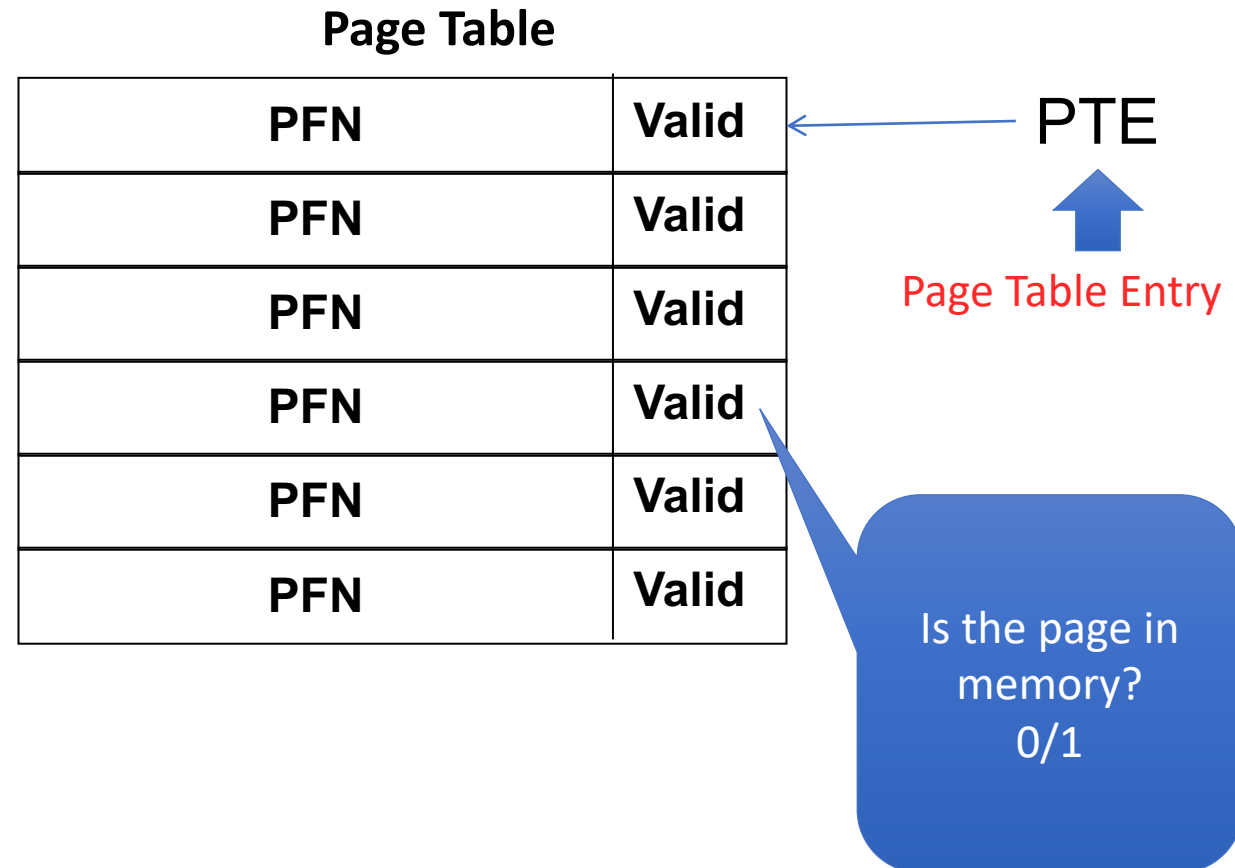 Page Table
PFN Valid
PTE
PFN Valid
Page Table Entry
PFN Valid
PFN Valid
PFN Valid
PFN Valid
Is the page in
memory?
0/1